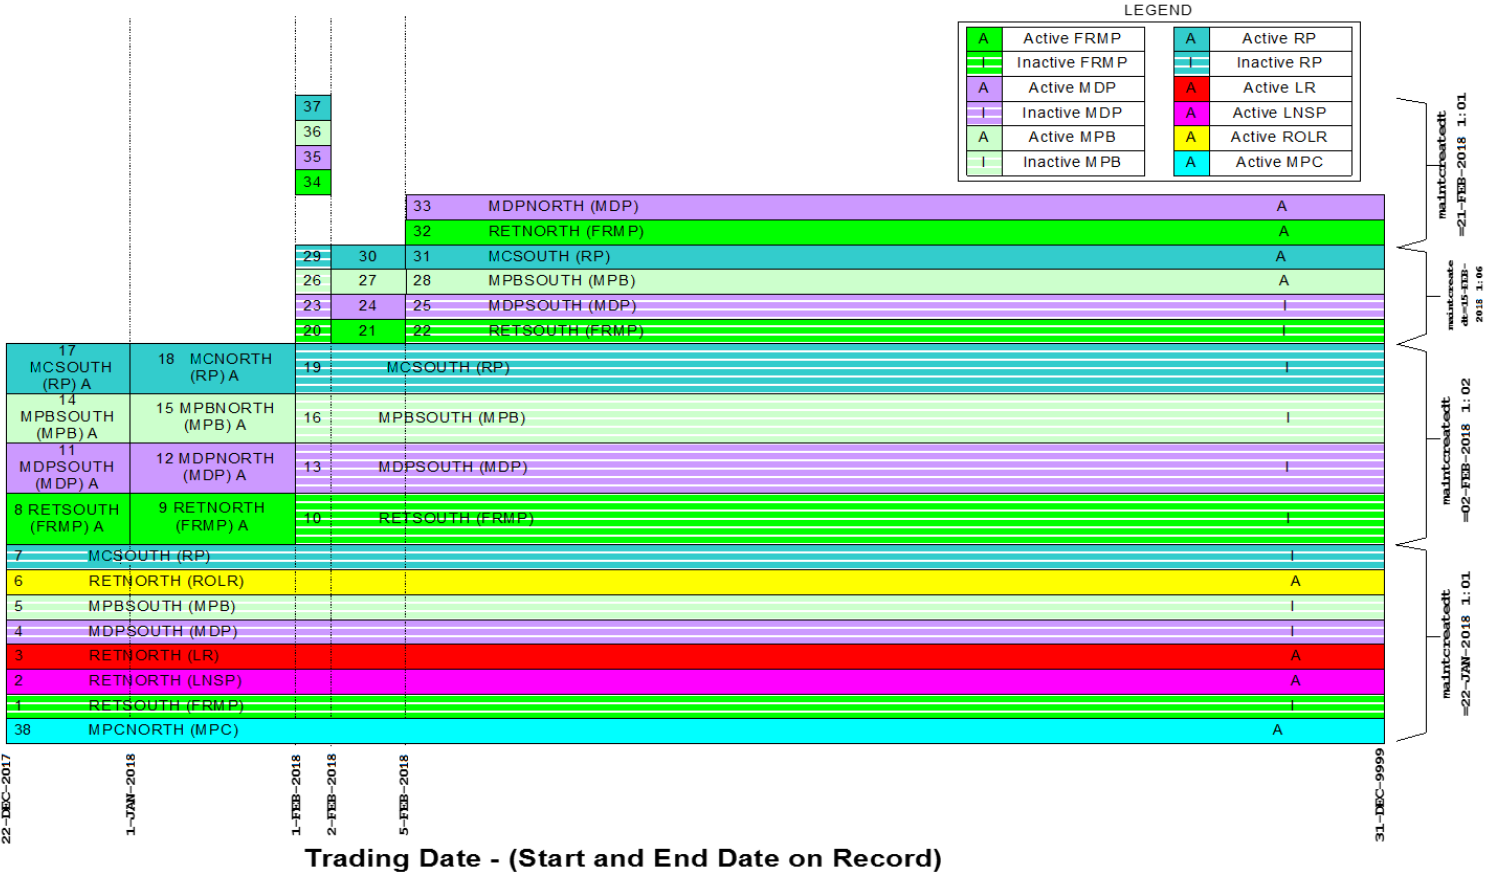 LEGEND
A Active FRMP A Active RP
I Inactive FRMP I Inactive RP
A Active MDP A Active LR
I Inactive MDP A Active LNSP
A Active MPB A Active ROLR
I Inactive MPB A Active MPC
37
36
35
34
33 MDPNORTH (MDP) A
32 RETNORTH (FRMP) A
29 30 31 MCSOUTH (RP) A
26 27 28 MPBSOUTH (MPB) A
23 24 25 MDPSOUTH (MDP) I
20 21 22 RETSOUTH (FRMP) I
17
MCSOUTH
(RP) A
18 MCNORTH
(RP) A
19 MCSOUTH (RP) I
14
MPBSOUTH
(MPB) A
15 MPBNORTH
(MPB) A
16 MPBSOUTH (MPB) I
11
MDPSOUTH
(MDP) A
12 MDPNORTH
(MDP) A
13 MDPSOUTH (MDP) I
8 RETSOUTH
(FRMP) A
9 RETNORTH
(FRMP) A
10 RETSOUTH (FRMP) I
7 MCSOUTH (RP) I
6 RETNORTH (ROLR) A
5 MPBSOUTH (MPB) I
4 MDPSOUTH (MDP) I
3 RETNORTH (LR) A
2 RETNORTH (LNSP) A
1 RETSOUTH (FRMP) I
38 MPCNORTH (MPC) A
maintcreatedt
=21-FEB-2018 1:01
maintcreate
dt=15-FEB-
2018 1:06
maintcreatedt
=02-FEB-2018 1:02
maintcreatedt
=22-JAN-2018 1:01
22-DEC-2017
1-JAN-2018
1-FEB-2018
2-FEB-2018
5-FEB-2018
31-DEC-9999
Trading Date - (Start and End Date on Record)